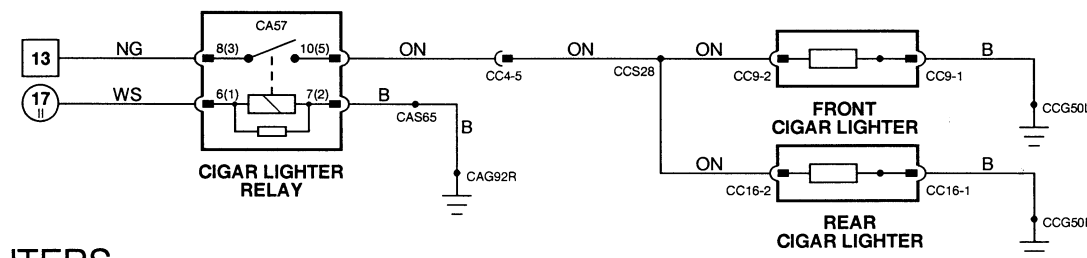 CA57
13
NG
8(3)
10(5)
ON
CC4-5
ON
CCS28
ON
CC9-2
CC9-1
B
17
II
WS
6(1)
7(2)
B
CAS65
B
CAG92R
CIGAR LIGHTER
RELAY
FRONT
CIGAR LIGHTER
CCG50
ON
CC16-2
CC16-1
B
REAR
CIGAR LIGHTER
CCG50